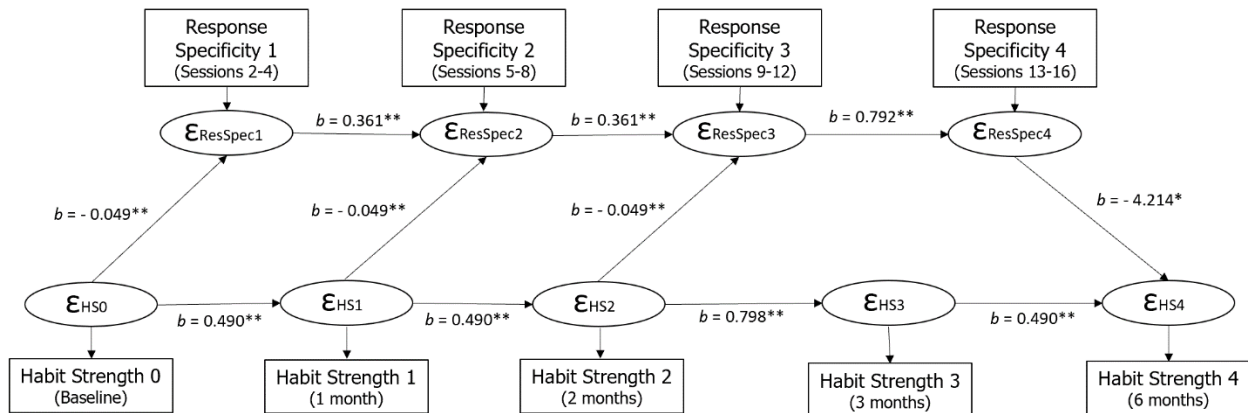 Response
Specificity 1
(Sessions 2-4)
Response
Specificity 2
(Sessions 5-8)
Response
Specificity 3
(Sessions 9-12)
Response
Specificity 4
(Sessions 13-16)
εResSpec1
b = 0.361**
εResSpec2
b = 0.361**
εResSpec3
b = 0.792**
εResSpec4
b = - 0.049**
b = - 0.049**
b = - 0.049**
b = - 4.214*
εHS0
b = 0.490**
εHS1
b = 0.490**
εHS2
b = 0.798**
εHS3
b = 0.490**
εHS4
Habit Strength 0
(Baseline)
Habit Strength 1
(1 month)
Habit Strength 2
(2 months)
Habit Strength 3
(3 months)
Habit Strength 4
(6 months)